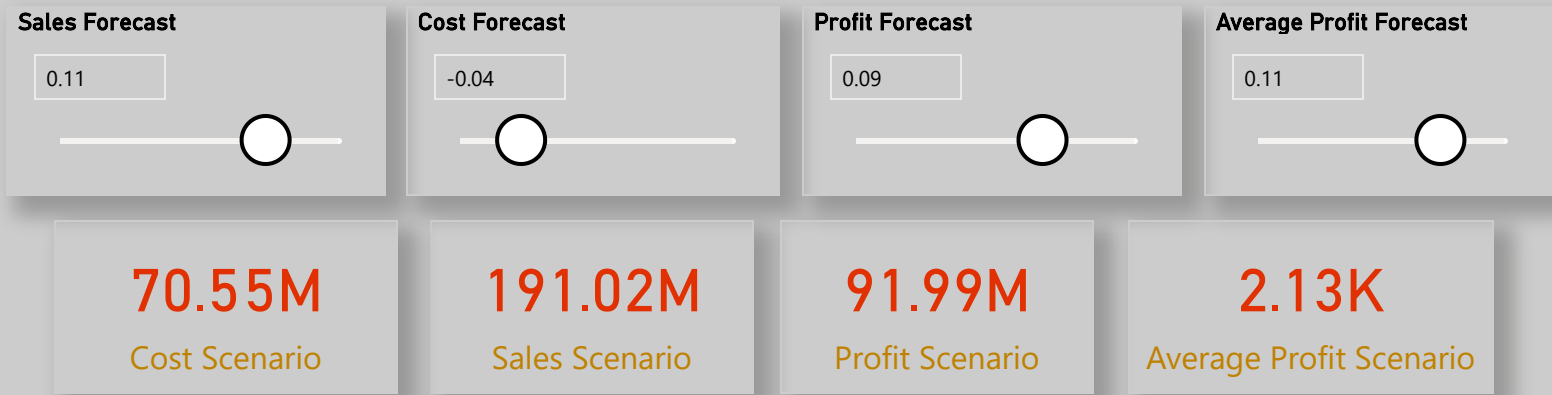 Sales Forecast
0.11
Cost Forecast
-0.04
Profit Forecast
0.09
Average Profit Forecast
0.11
70.55M
Cost Scenario
191.02M
Sales Scenario
91.99M
Profit Scenario
2.13K
Average Profit Scenario